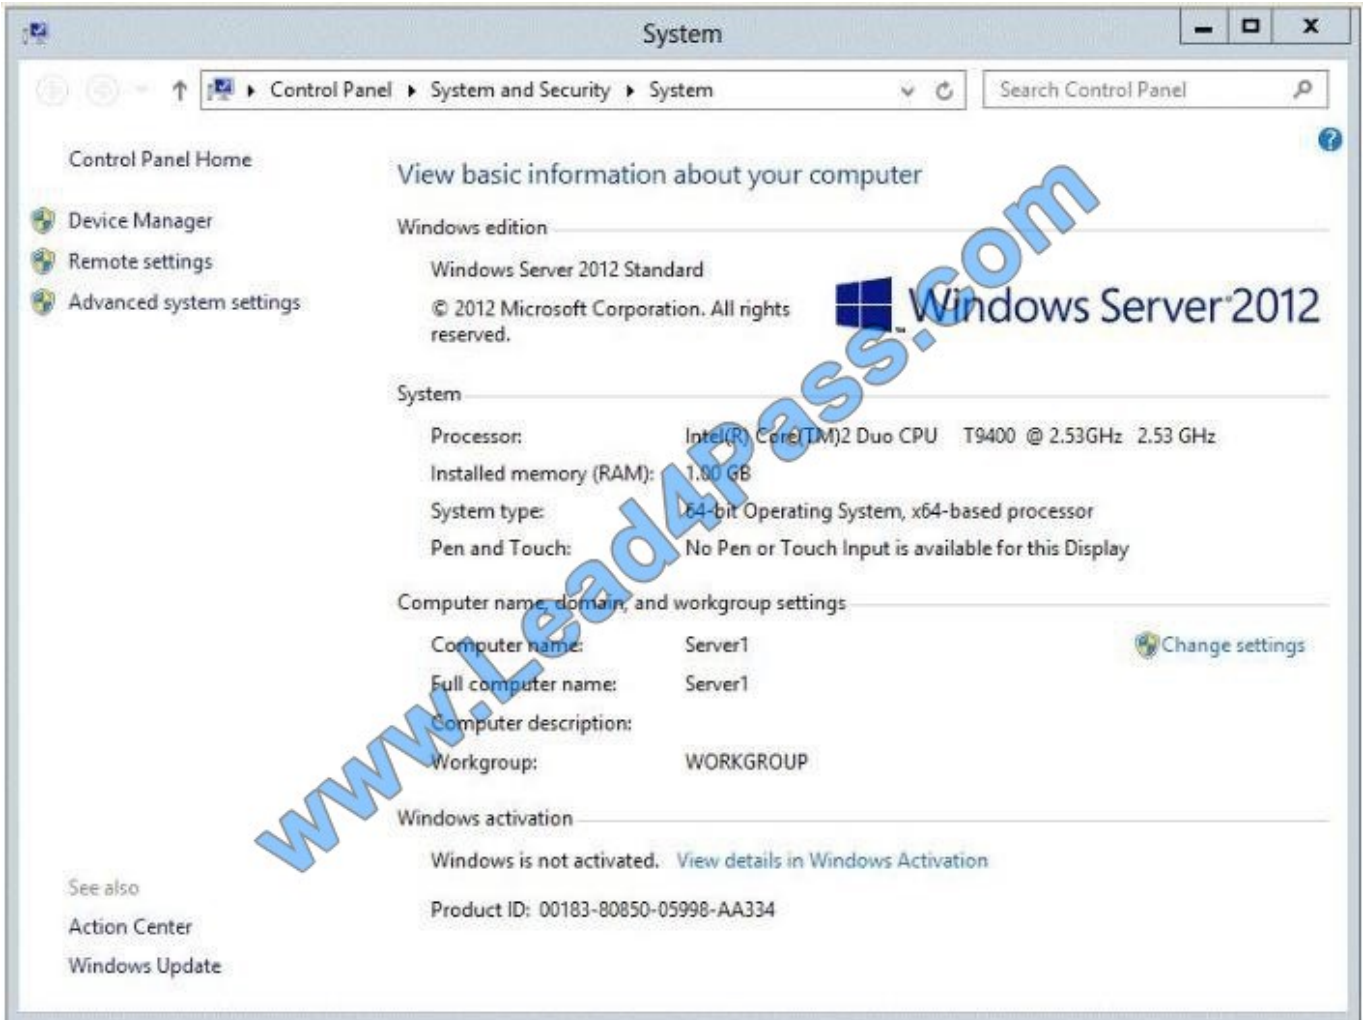 System
Control Panel ▸ System and Security ▸ System
Search Control Panel
Control Panel Home
Device Manager
Remote settings
Advanced system settings
See also
Action Center
Windows Update
View basic information about your computer
Windows edition
Windows Server 2012 Standard
© 2012 Microsoft Corporation. All rights
reserved.
Windows Server 2012
System
Processor: Intel(R) Core(TM)2 Duo CPU T9400 @ 2.53GHz 2.53 GHz
Installed memory (RAM): 1.00 GB
System type: 64-bit Operating System, x64-based processor
Pen and Touch: No Pen or Touch Input is available for this Display
Computer name, domain, and workgroup settings
Computer name: Server1
Change settings
Full computer name: Server1
Computer description:
Workgroup: WORKGROUP
Windows activation
Windows is not activated. View details in Windows Activation
Product ID: 00183-80850-05998-AA334
www.Lead4Pass.com